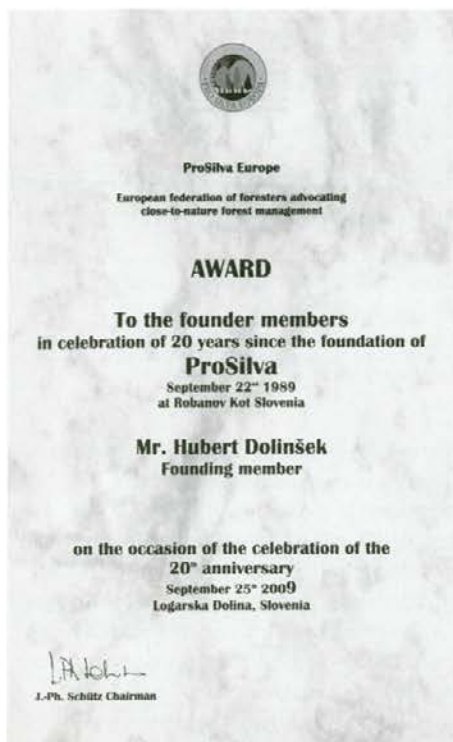 ProSilva Europe
European federation of foresters advocating
close-to-nature forest management
AWARD
To the founder members
in celebration of 20 years since the foundation of
ProSilva
September 22nd 1989
at Robanov Kot Slovenia
Mr. Hubert Dolinšek
Founding member
on the occasion of the celebration of the
20th anniversary
September 25th 2009
Logarska Dolina, Slovenia
J.-Ph. Schütz Chairman